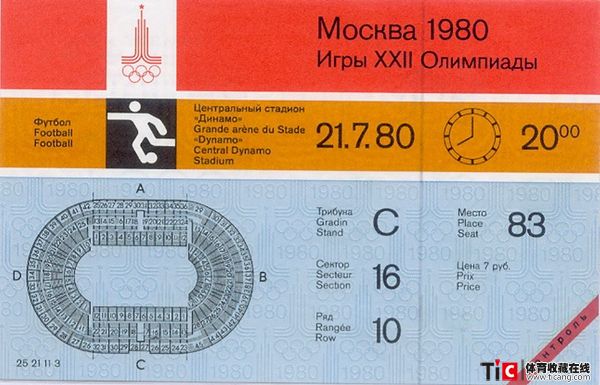 Москва 1980
Игры XXII Олимпиады
Футбол
Football
Football
Центральный стадион
«Динамо»
Grande arène du Stade
"Dynamo"
Central Dynamo
Stadium
21.7.80
20⁰⁰
A
B
C
D
Трибуна
Gradin
Stand
C
Место
Place
Seat
83
Сектор
Secteur
Section
16
Цена 7 руб.
Prix
Price
Ряд
Rangée
Row
10
25 21 11 3
TiC
体育收藏在线
www.ticang.com